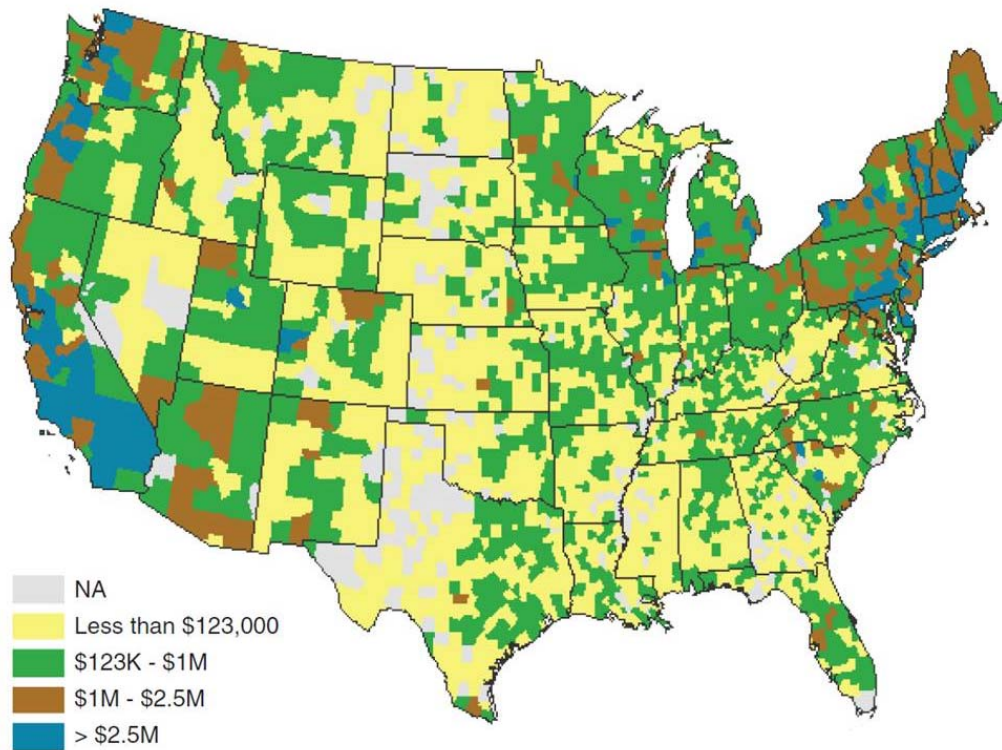 NA
Less than $123,000
$123K - $1M
$1M - $2.5M
> $2.5M